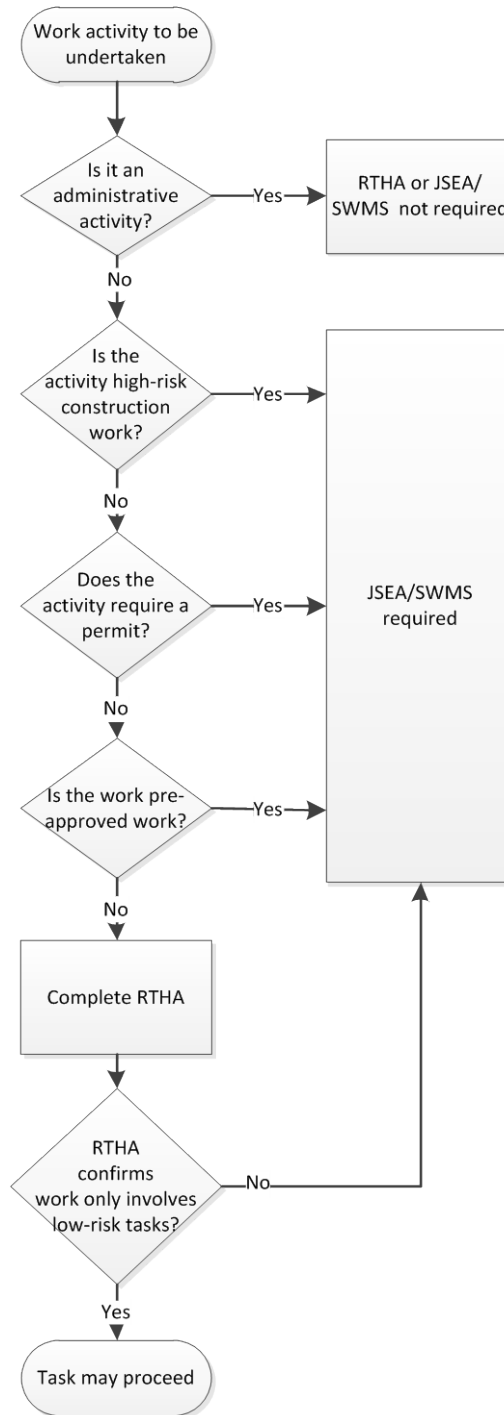 Work activity to be
undertaken
Is it an
administrative
activity?
Yes
RTHA or JSEA/
SWMS  not required
No
Is the
activity high-risk
construction
work?
Yes
No
Does the
activity require a
permit?
Yes
JSEA/SWMS
required
No
Is the work pre-
approved work?
Yes
No
Complete RTHA
RTHA
confirms
work only involves
low-risk tasks?
No
Yes
Task may proceed